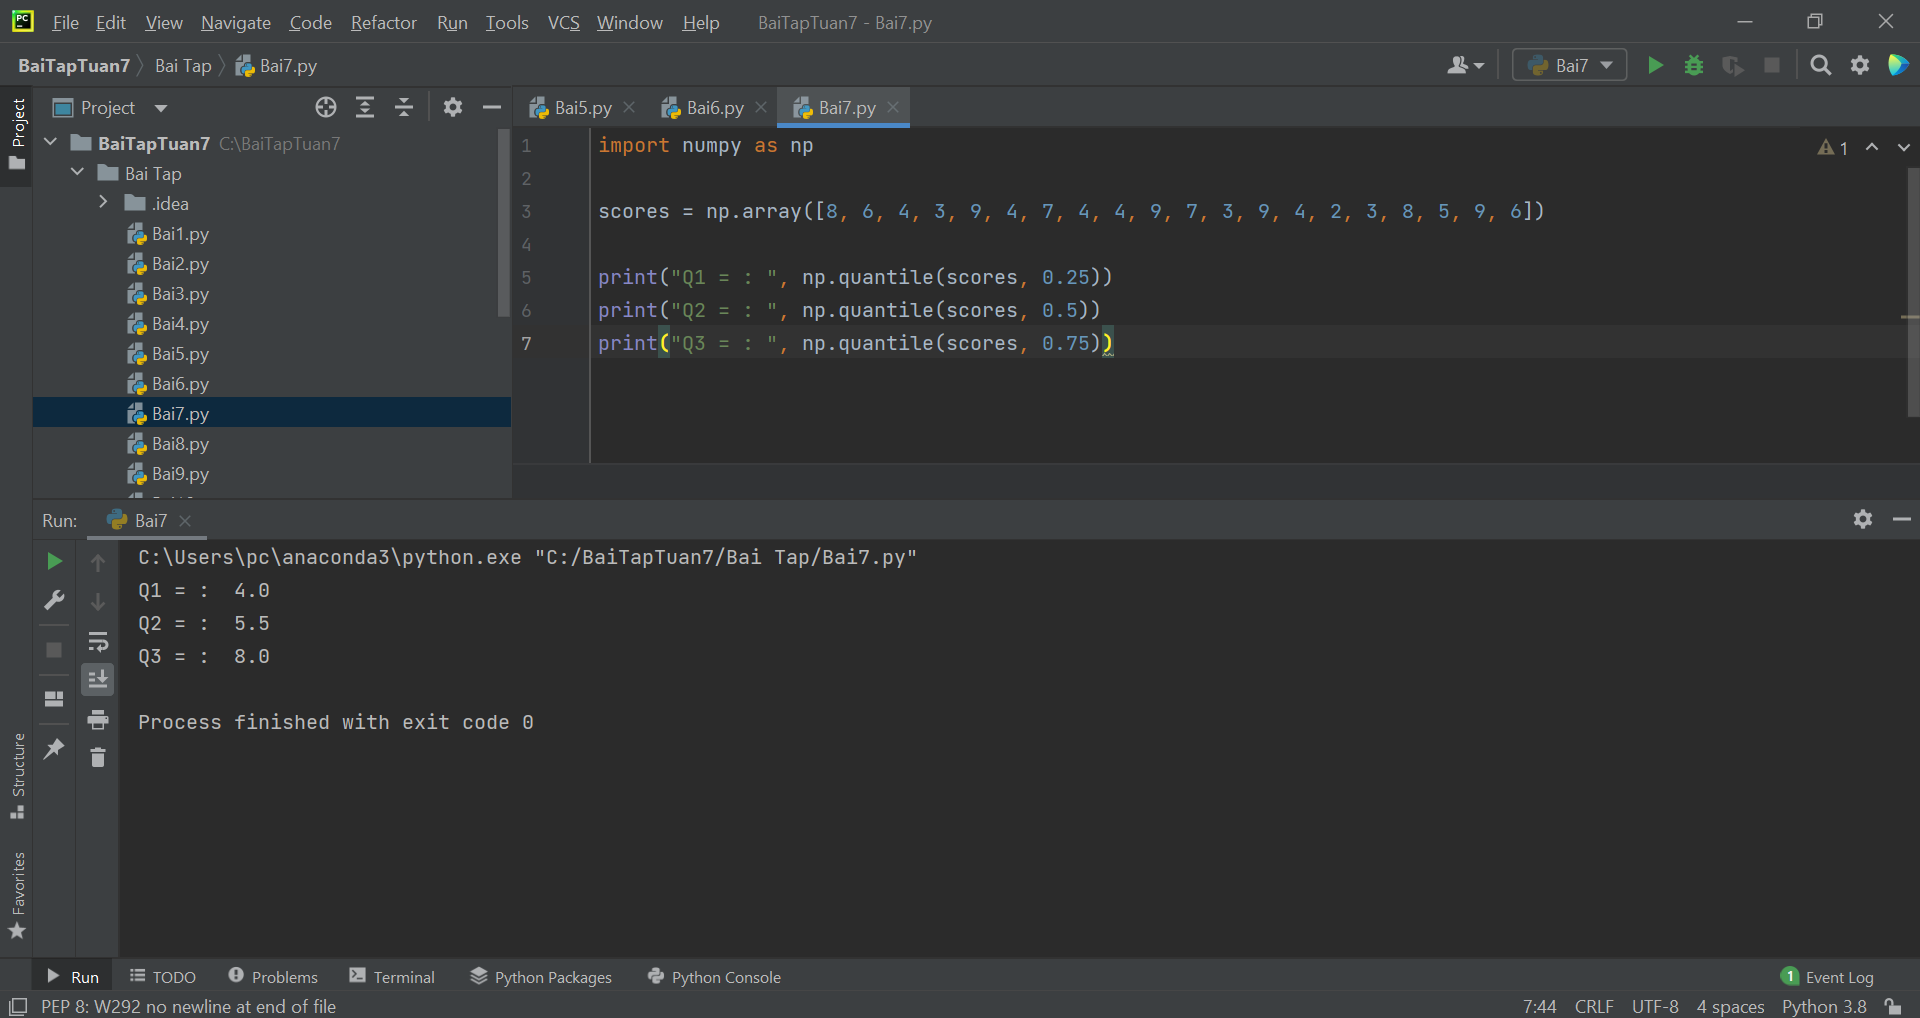 PC File Edit View Navigate Code Refactor Run Tools VCS Window Help BaiTapTuan7 - Bai7.py
BaiTapTuan7 Bai Tap Bai7.py Bai7
Project
Project
Bai5.py Bai6.py Bai7.py
BaiTapTuan7 C:\BaiTapTuan7
Bai Tap
.idea
Bai1.py
Bai2.py
Bai3.py
Bai4.py
Bai5.py
Bai6.py
Bai7.py
Bai8.py
Bai9.py
1 import numpy as np
1
2
3 scores = np.array([8, 6, 4, 3, 9, 4, 7, 4, 4, 9, 7, 3, 9, 4, 2, 3, 8, 5, 9, 6])
4
5 print("Q1 = : ", np.quantile(scores, 0.25))
6 print("Q2 = : ", np.quantile(scores, 0.5))
7 print("Q3 = : ", np.quantile(scores, 0.75))
Run: Bai7
C:\Users\pc\anaconda3\python.exe "C:/BaiTapTuan7/Bai Tap/Bai7.py"
Q1 = :  4.0
Q2 = :  5.5
Q3 = :  8.0
Process finished with exit code 0
Structure
Favorites
Run TODO Problems Terminal Python Packages Python Console 1 Event Log
PEP 8: W292 no newline at end of file 7:44 CRLF UTF-8 4 spaces Python 3.8